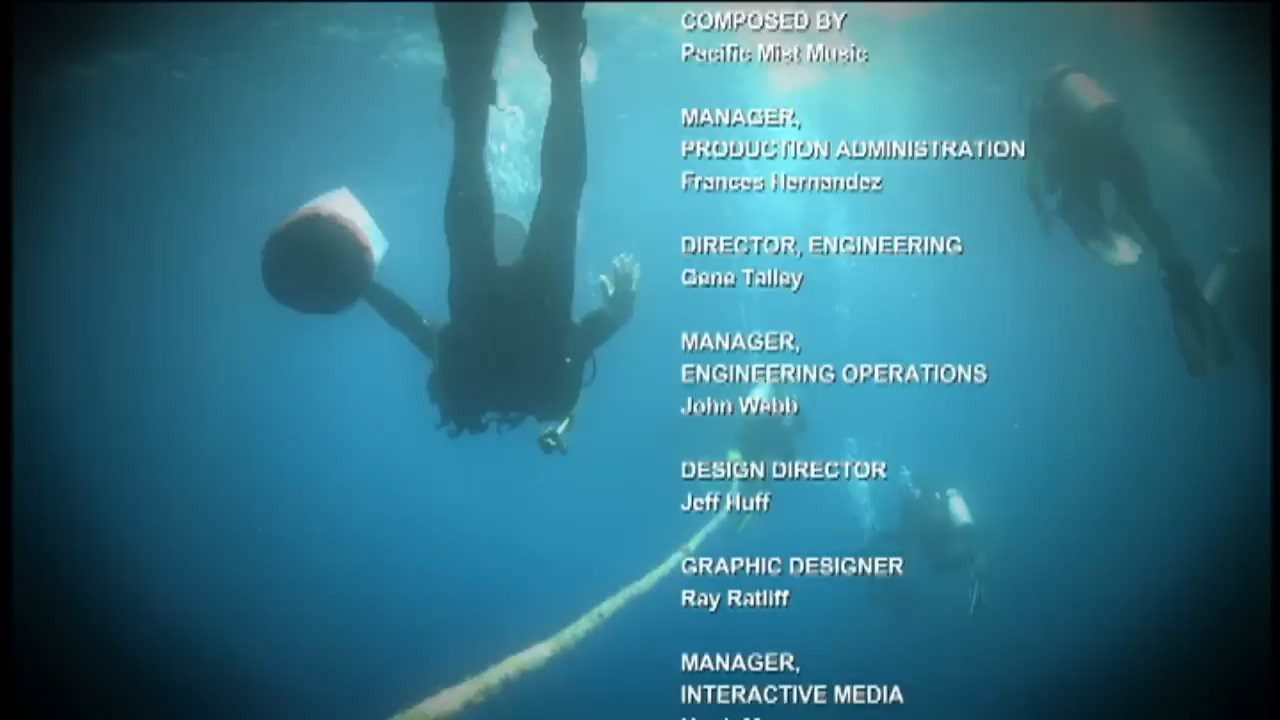 COMPOSED BY
Pacific Mist Music
MANAGER,
PRODUCTION ADMINISTRATION
Frances Hernandez
DIRECTOR, ENGINEERING
Gene Talley
MANAGER,
ENGINEERING OPERATIONS
John Webb
DESIGN DIRECTOR
Jeff Huff
GRAPHIC DESIGNER
Ray Ratliff
MANAGER,
INTERACTIVE MEDIA